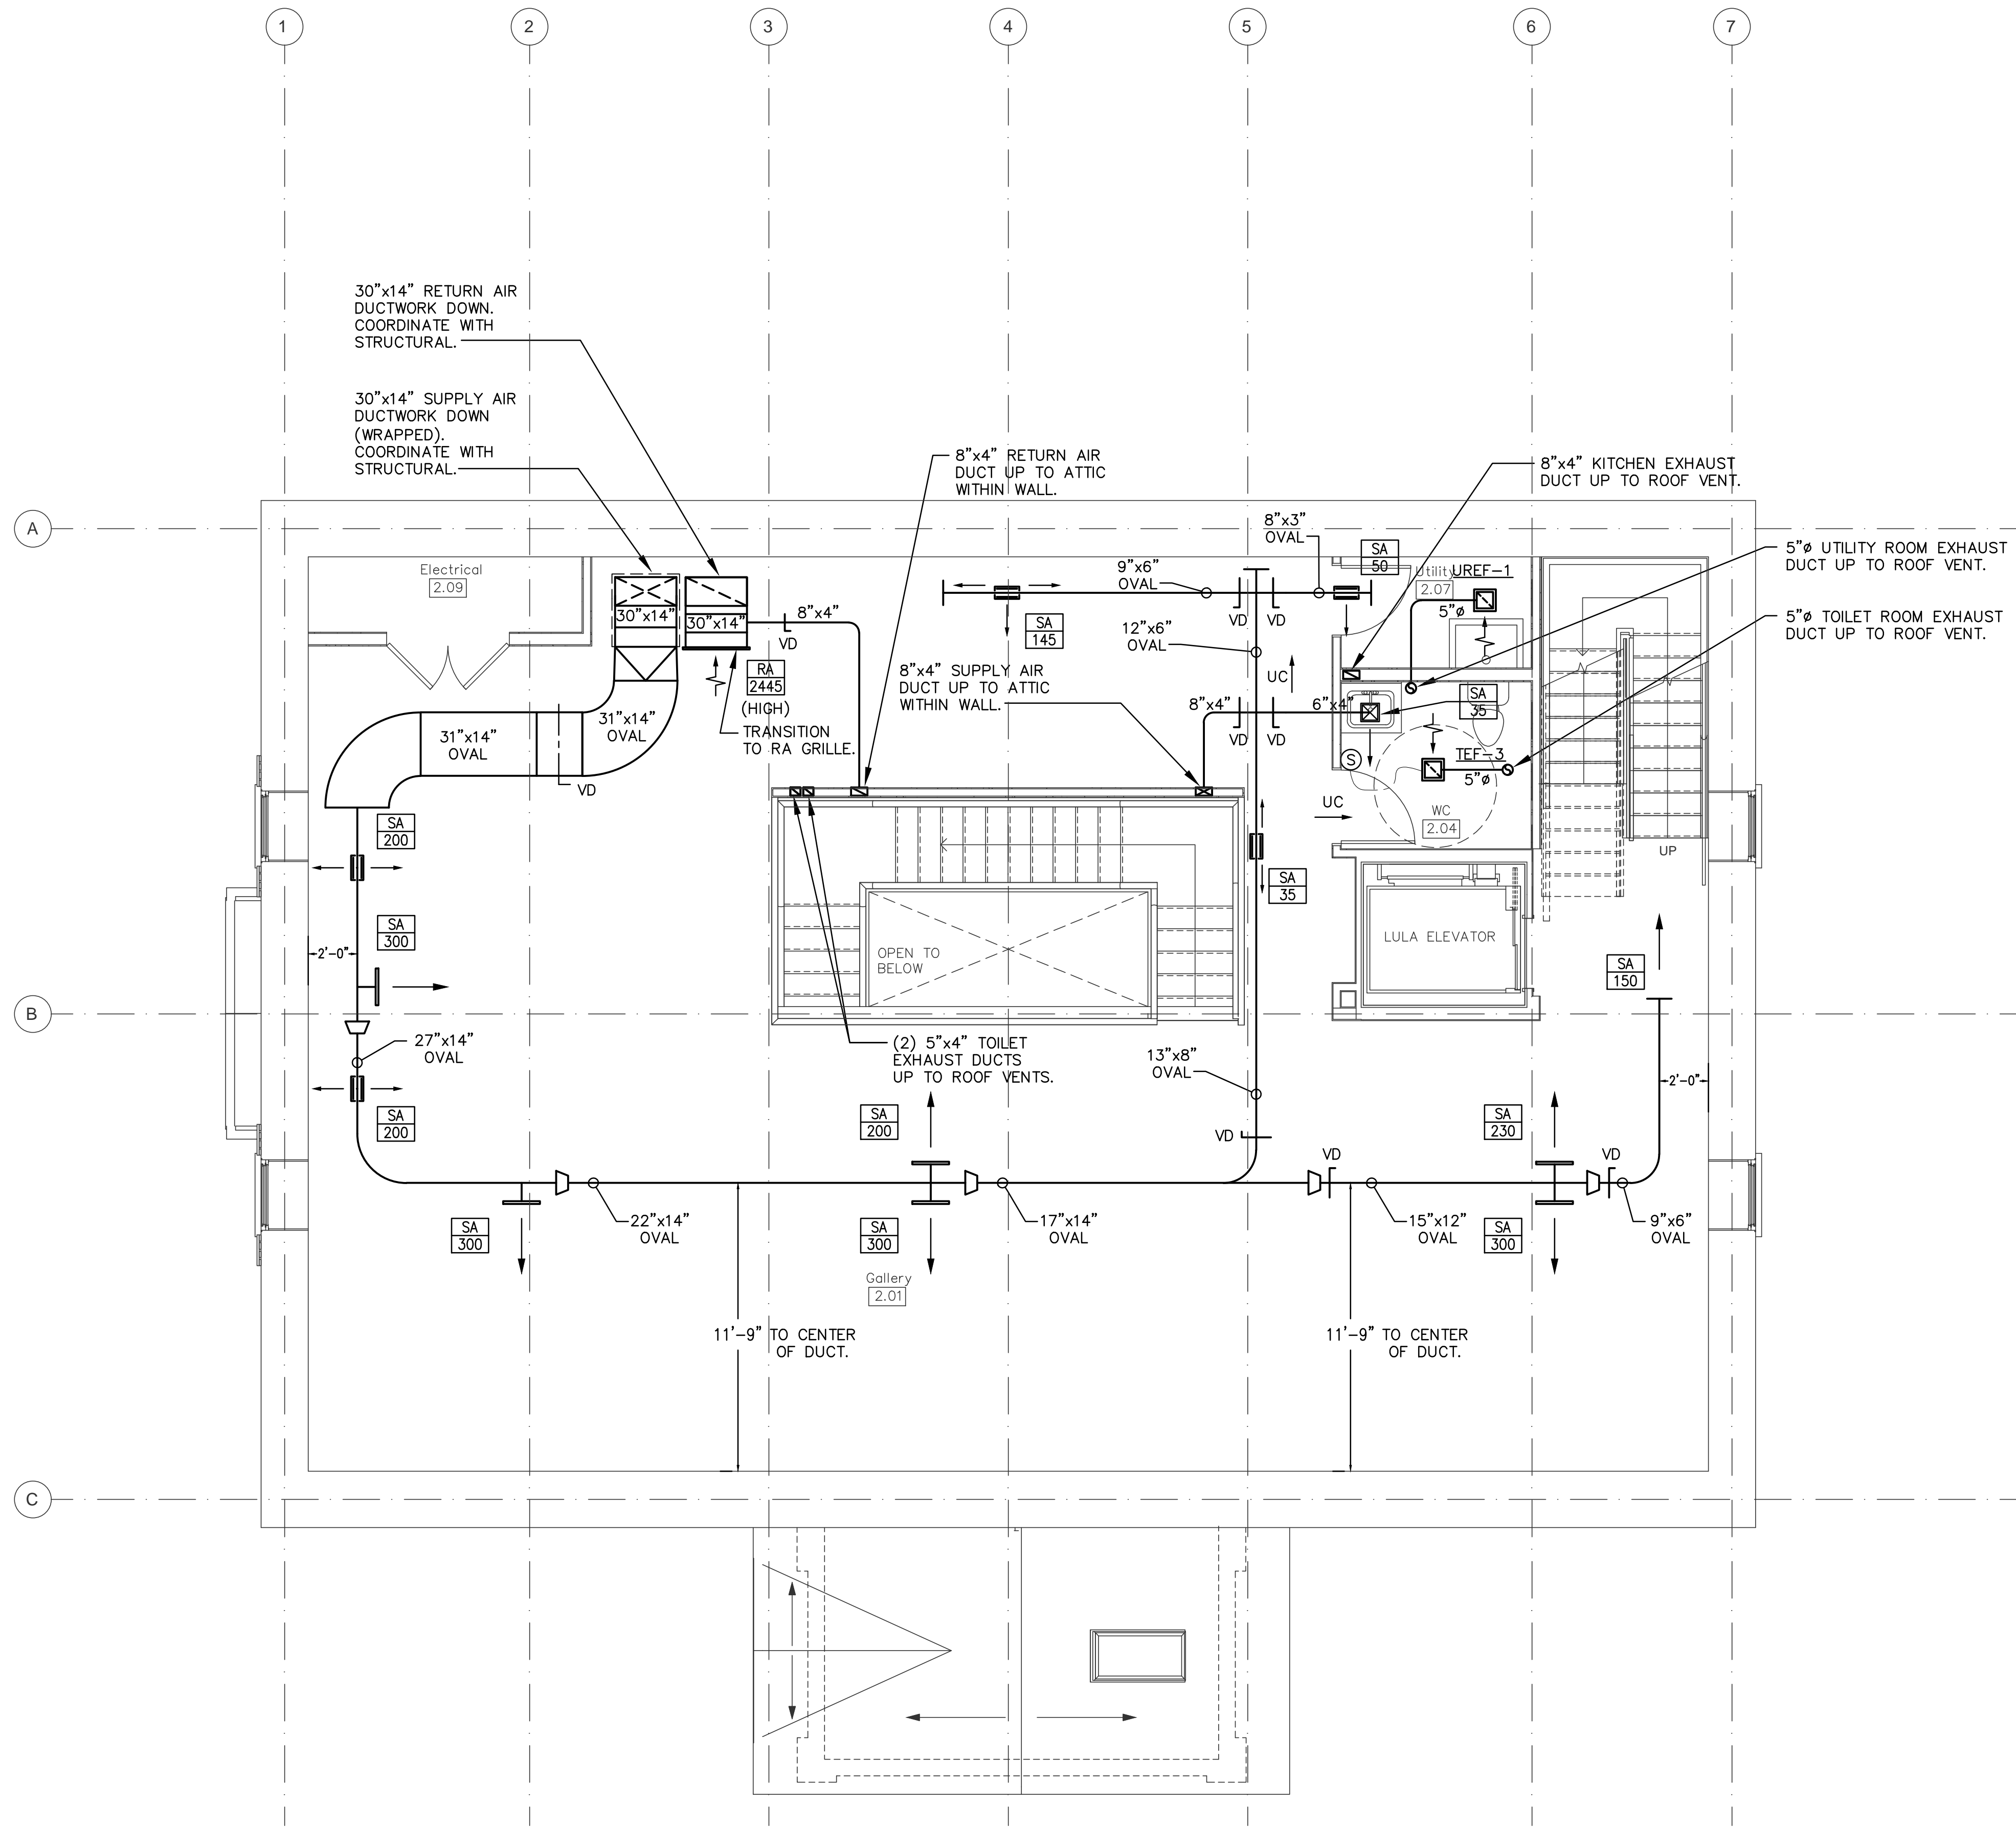 1
2
3
4
5
6
7
30"x14" RETURN AIR
DUCTWORK DOWN.
COORDINATE WITH
STRUCTURAL.
30"x14" SUPPLY AIR
DUCTWORK DOWN
(WRAPPED).
COORDINATE WITH
STRUCTURAL.
8"x4" RETURN AIR
DUCT UP TO ATTIC
WITHIN WALL.
8"x4" KITCHEN EXHAUST
DUCT UP TO ROOF VENT.
A
8"x3"
OVAL
SA
50
5"ø UTILITY ROOM EXHAUST
DUCT UP TO ROOF VENT.
Electrical
2.09
9"x6"
OVAL
Utility
2.07
UREF-1
5"ø
30"x14"
30"x14"
8"x4"
VD
SA
145
VD
VD
12"x6"
OVAL
5"ø TOILET ROOM EXHAUST
DUCT UP TO ROOF VENT.
RA
2445
(HIGH)
TRANSITION
TO RA GRILLE.
8"x4" SUPPLY AIR
DUCT UP TO ATTIC
WITHIN WALL.
UC
8"x4"
VD
VD
6"x4"
SA
35
31"x14"
OVAL
31"x14"
OVAL
VD
S
TEF-3
5"ø
UC
WC
2.04
UP
SA
200
SA
35
SA
300
2'-0"
OPEN TO
BELOW
LULA ELEVATOR
SA
150
B
27"x14"
OVAL
(2) 5"x4" TOILET
EXHAUST DUCTS
UP TO ROOF VENTS.
13"x8"
OVAL
2'-0"
SA
200
SA
200
VD
SA
230
VD
VD
SA
300
22"x14"
OVAL
SA
300
17"x14"
OVAL
15"x12"
OVAL
SA
300
9"x6"
OVAL
Gallery
2.01
11'-9" TO CENTER
OF DUCT.
11'-9" TO CENTER
OF DUCT.
C